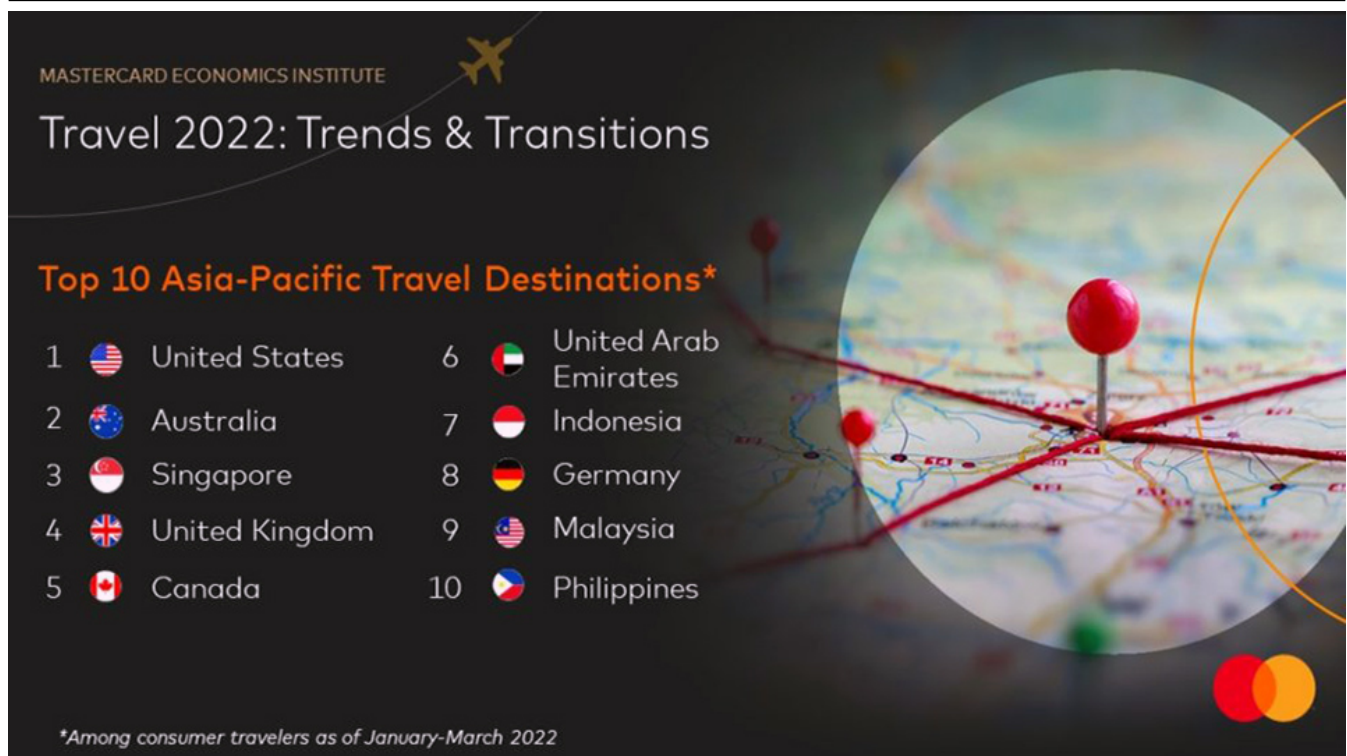 MASTERCARD ECONOMICS INSTITUTE
Travel 2022: Trends & Transitions
Top 10 Asia-Pacific Travel Destinations*
1 United States
2 Australia
3 Singapore
4 United Kingdom
5 Canada
6 United Arab
Emirates
7 Indonesia
8 Germany
9 Malaysia
10 Philippines
*Among consumer travelers as of January-March 2022